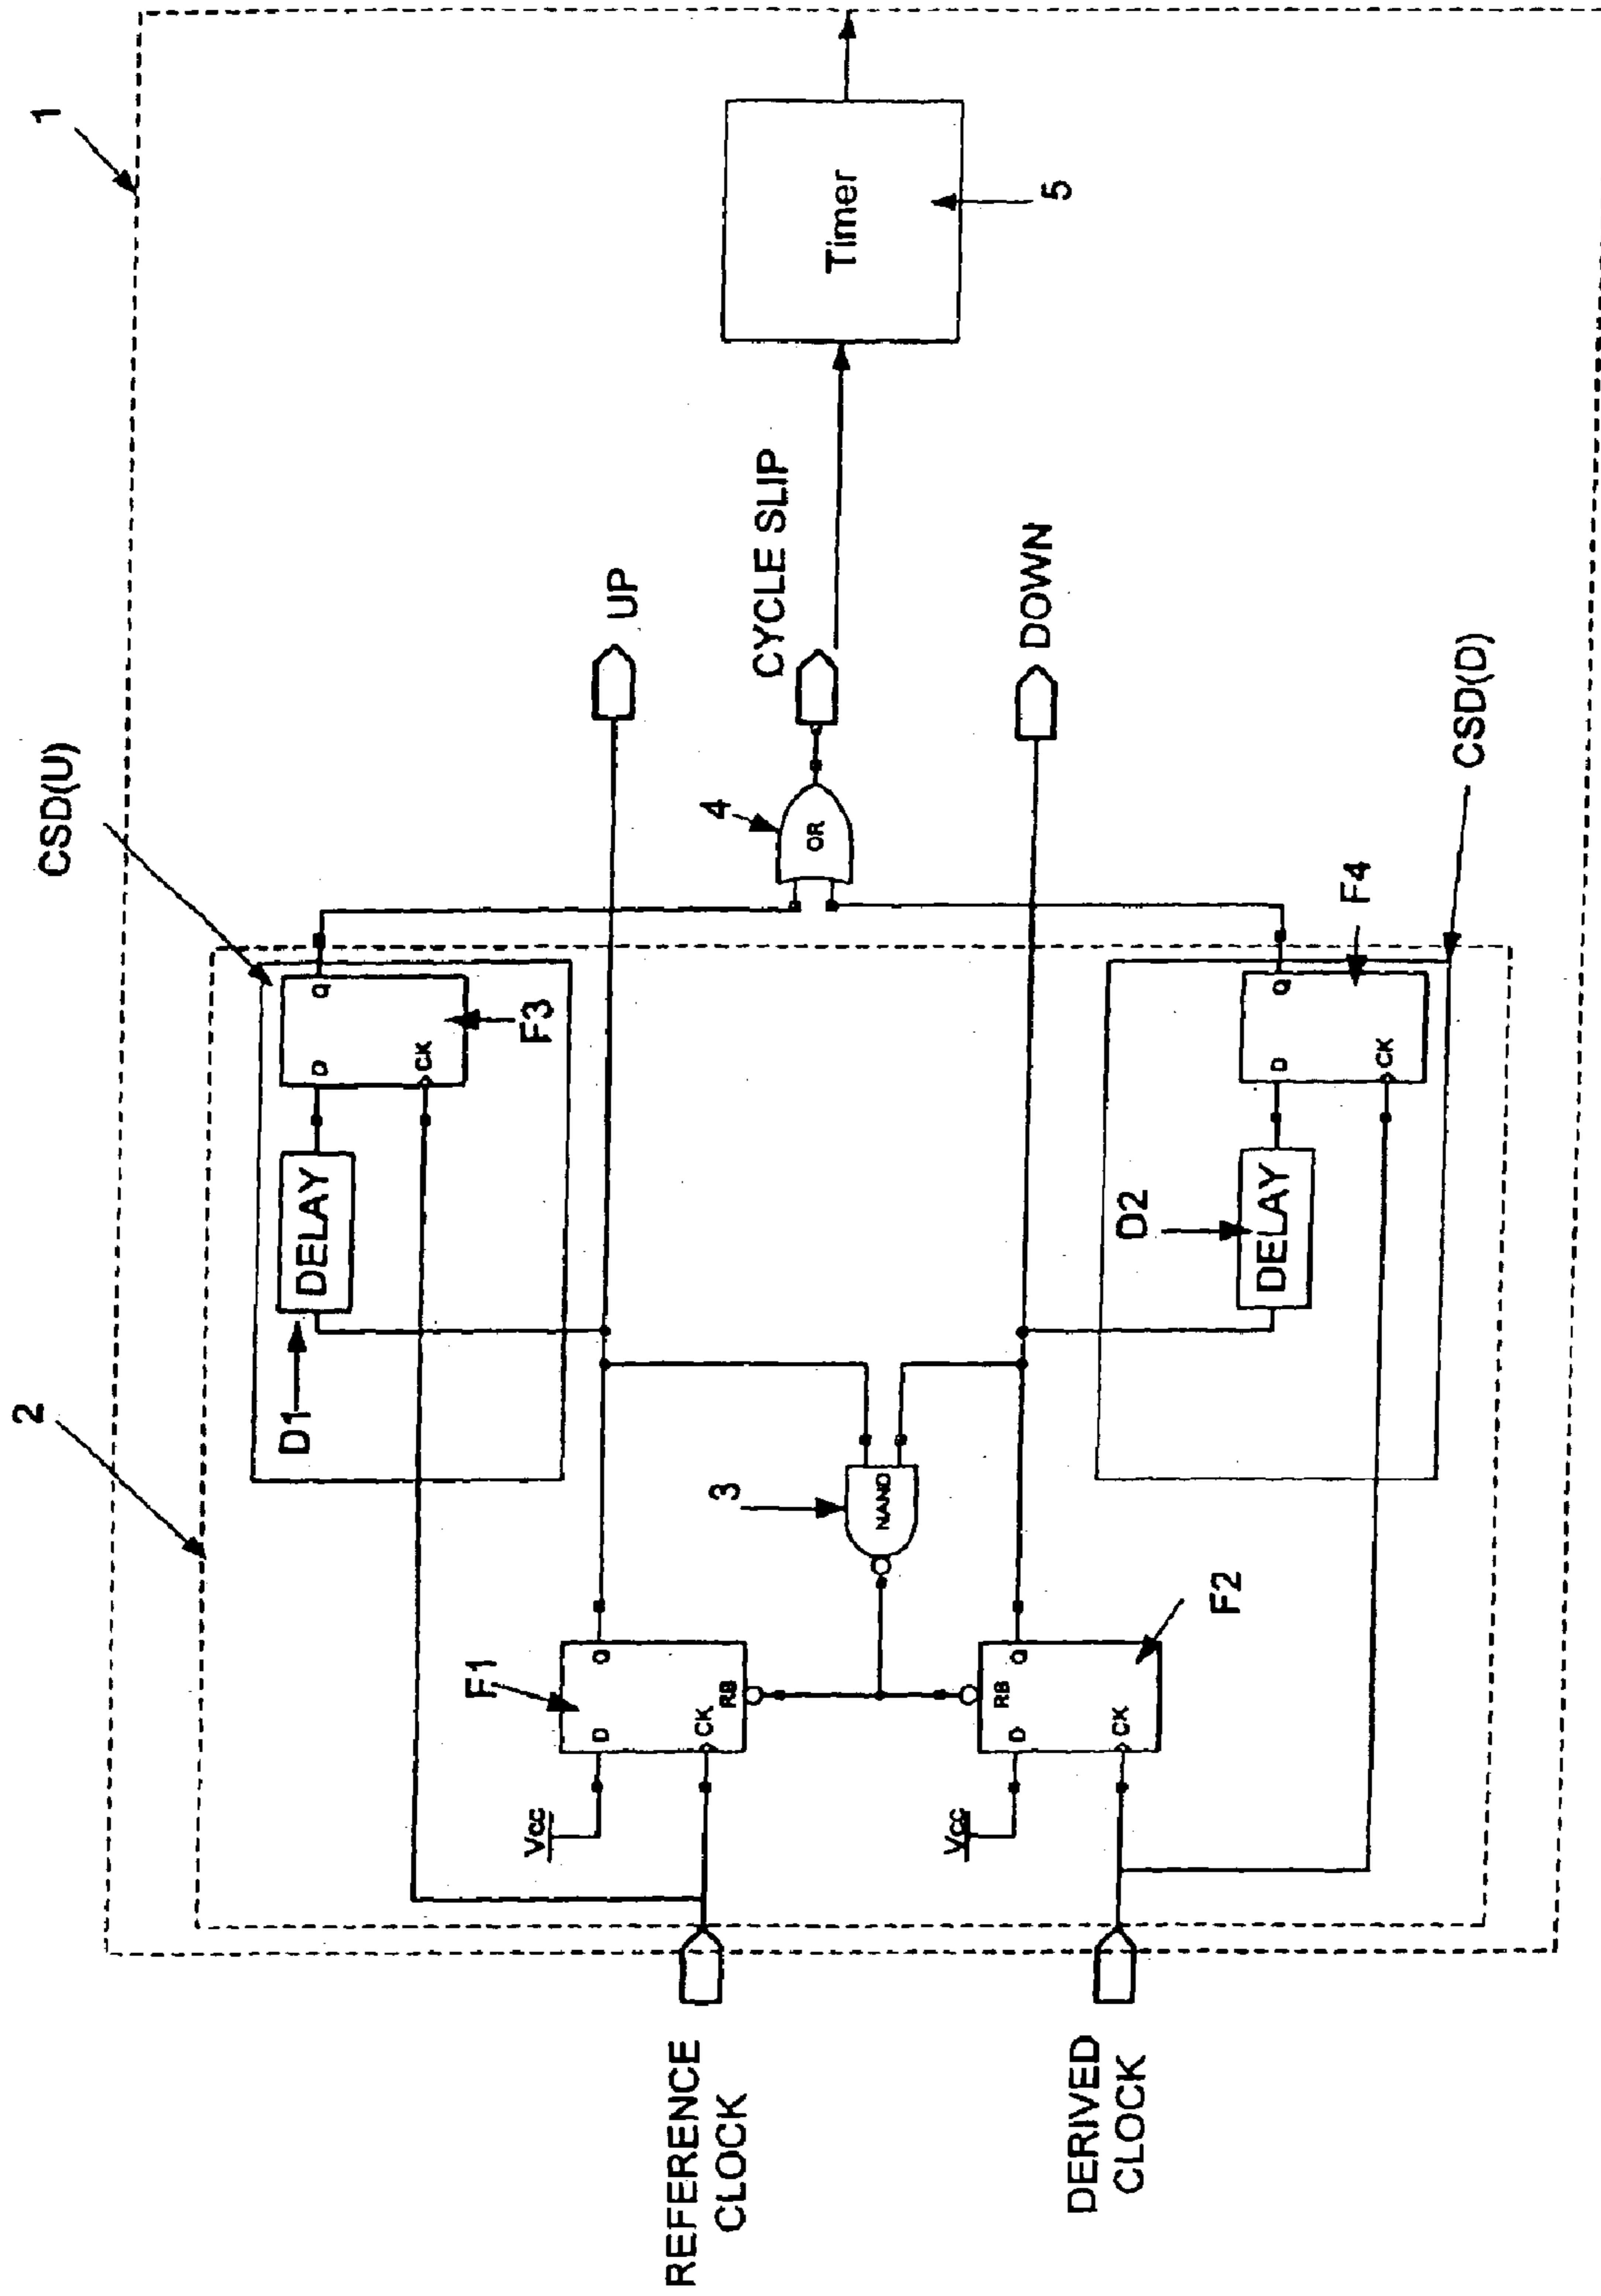 1
2
CSD(U)
D1
DELAY
D
Q
CK
F3
UP
F1
Vcc
D
Q
CK
RB
3
NAND
4
OR
CYCLE SLIP
Timer
5
REFERENCE
CLOCK
DOWN
Vcc
D
Q
CK
RB
F2
D2
DELAY
D
Q
CK
F4
CSD(D)
DERIVED
CLOCK